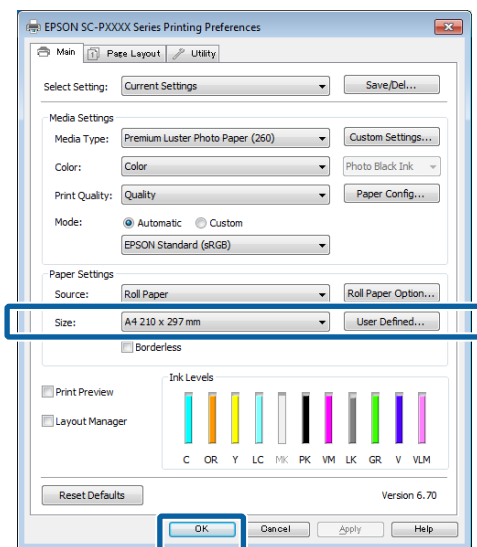 EPSON SC-PXXXX Series Printing Preferences
Main Page Layout Utility
Select Setting: Current Settings Save/Del...
Media Settings
Media Type: Premium Luster Photo Paper (260) Custom Settings...
Color: Color Photo Black Ink
Print Quality: Quality Paper Config...
Mode: Automatic Custom
EPSON Standard (sRGB)
Paper Settings
Source: Roll Paper Roll Paper Option...
Size: A4 210 x 297 mm User Defined...
Borderless
Ink Levels
Print Preview
Layout Manager
C OR Y LC MK PK VM LK GR V VLM
Reset Defaults Version 6.70
OK Cancel Apply Help